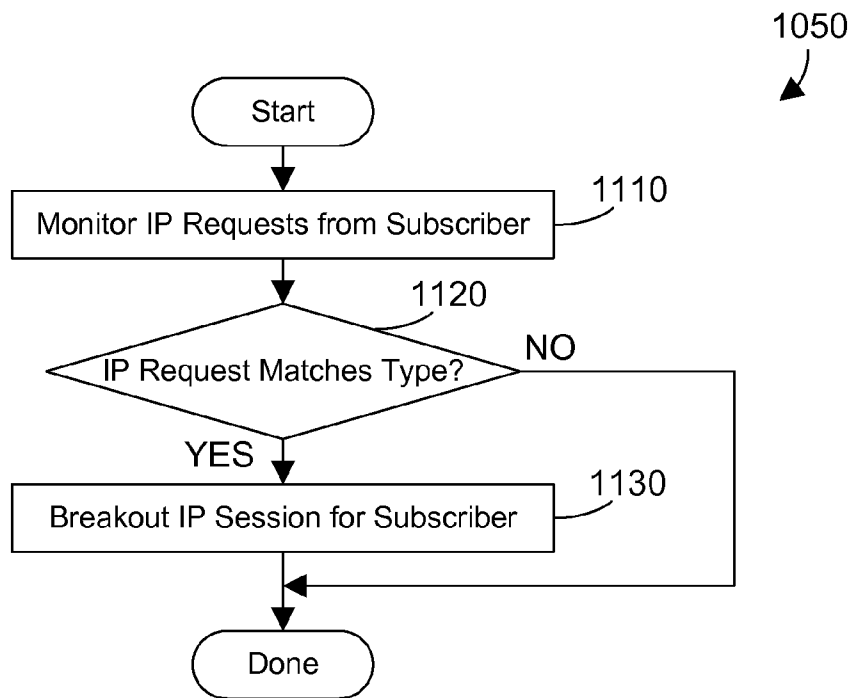 1050
Start
1110
Monitor IP Requests from Subscriber
1120
IP Request Matches Type?
NO
YES
1130
Breakout IP Session for Subscriber
Done